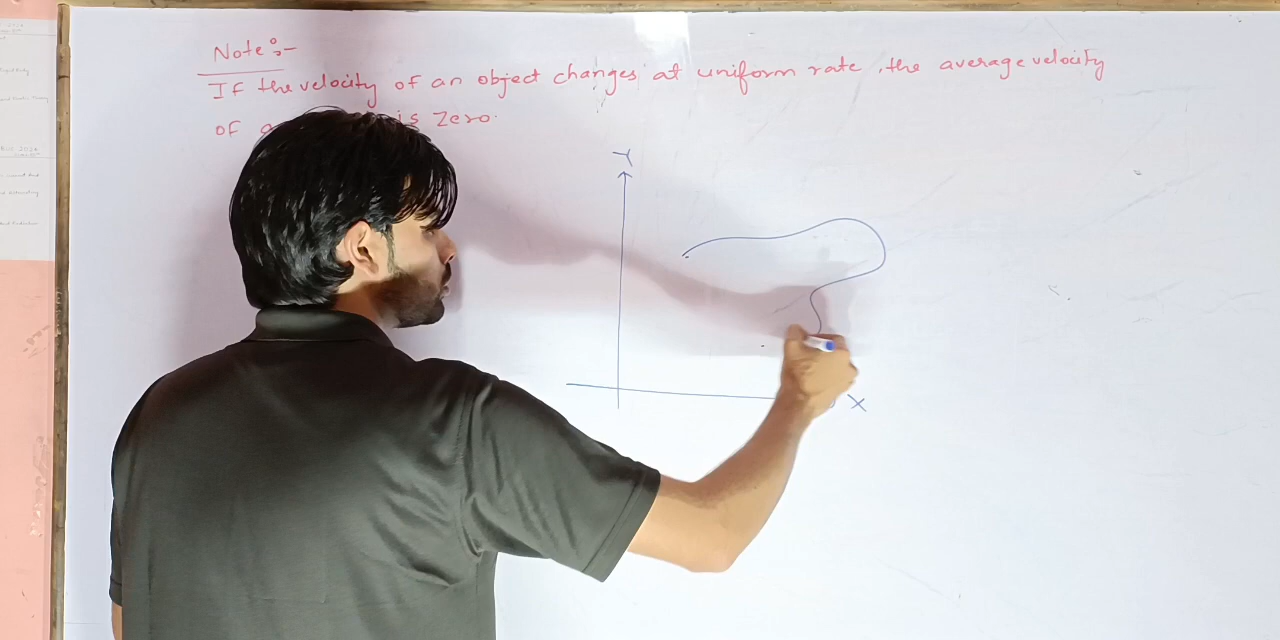 Note:-
If the velocity of an object changes at uniform rate, the average velocity
of is zero.
Y
X